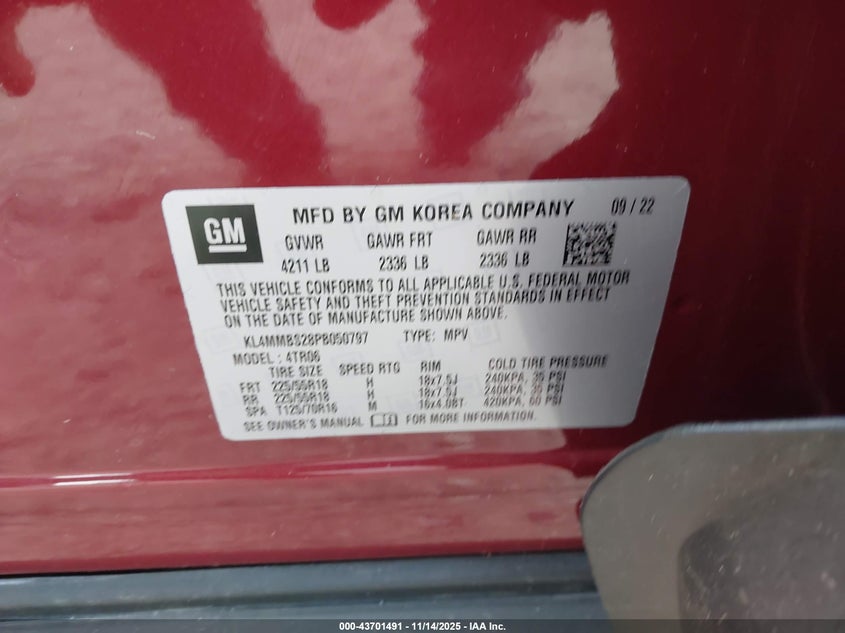 GM
MFD BY GM KOREA COMPANY 09 / 22
GVWR GAWR FRT GAWR RR
4211 LB 2336 LB 2336 LB
THIS VEHICLE CONFORMS TO ALL APPLICABLE U.S. FEDERAL MOTOR
VEHICLE SAFETY AND THEFT PREVENTION STANDARDS IN EFFECT
ON THE DATE OF MANUFACTURE SHOWN ABOVE.
KL4MMBS28PB050797 TYPE: MPV
MODEL: 4TR06
TIRE SIZE SPEED RTG RIM COLD TIRE PRESSURE
FRT 225/55R18 H 18x7.5J 240KPA, 35 PSI
RR 225/55R18 H 18x7.5J 240KPA, 35 PSI
SPA T125/70R16 M 16x4.0BT 420KPA, 60 PSI
SEE OWNER'S MANUAL FOR MORE INFORMATION.
000-43701491 - 11/14/2025 - IAA Inc.